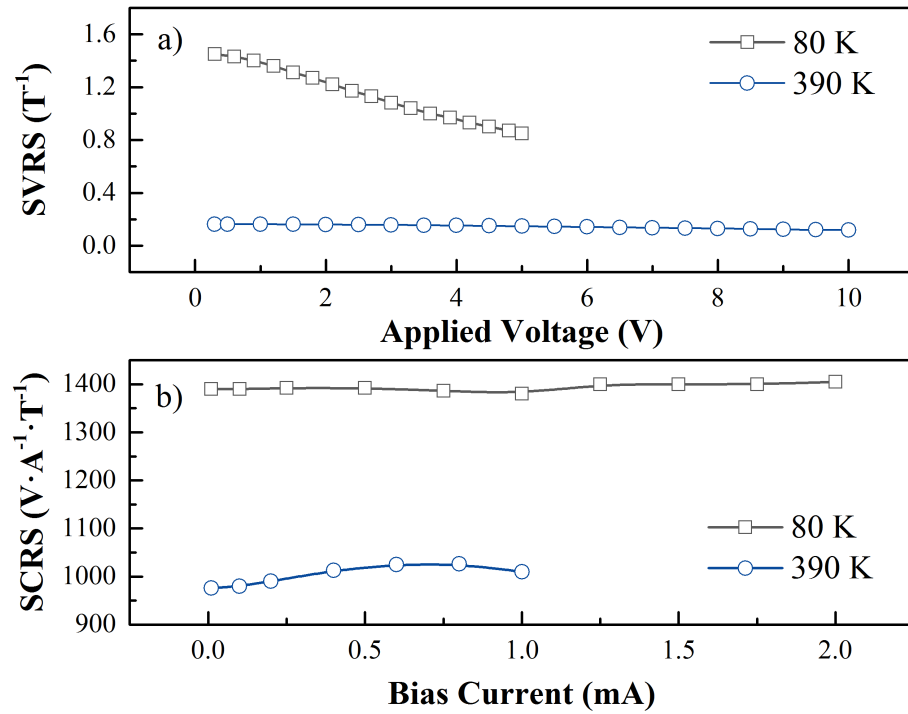 a)
80 K
390 K
SVRS (T⁻¹)
1.6
1.2
0.8
0.4
0.0
0 2 4 6 8 10
Applied Voltage (V)
b)
80 K
390 K
SCRS (V·A⁻¹·T⁻¹)
1400
1300
1200
1100
1000
900
0.0 0.5 1.0 1.5 2.0
Bias Current (mA)